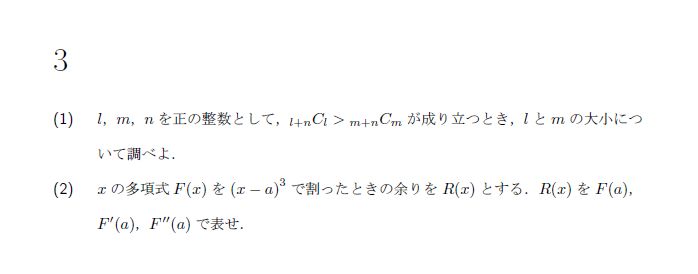 3
(1) l, m, n を正の整数として, ₗ₊ₙCₗ > ₘ₊ₙCₘ が成り立つとき, l と m の大小につ
いて調べよ.
(2) x の多項式 F(x) を (x − a)³ で割ったときの余りを R(x) とする. R(x) を F(a),
F′(a), F″(a) で表せ.